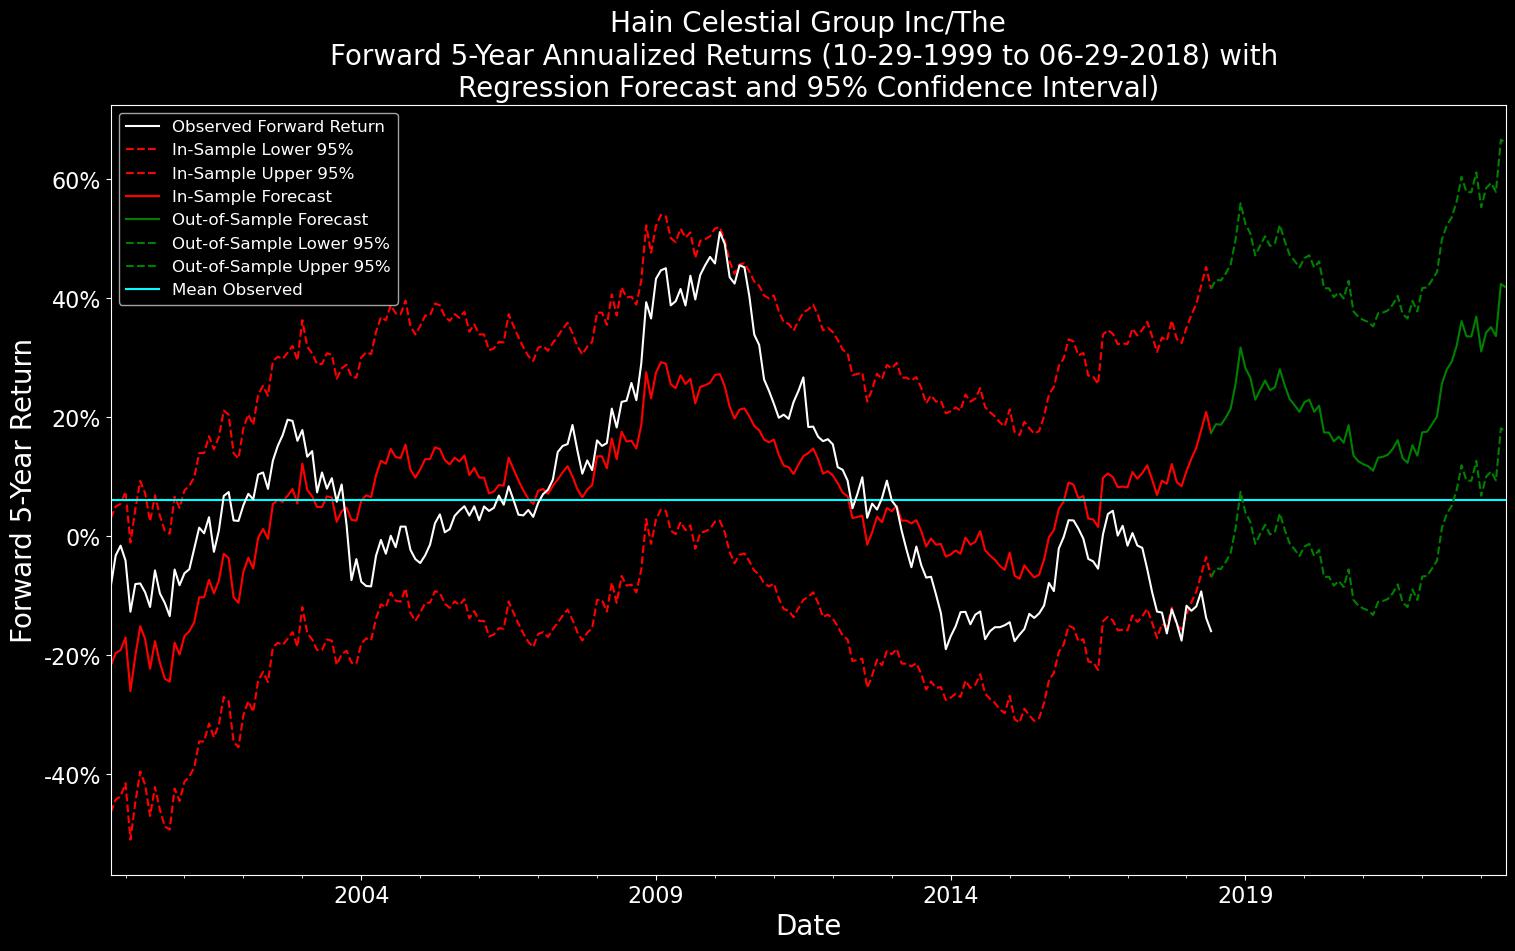 Hain Celestial Group Inc/The
Forward 5-Year Annualized Returns (10-29-1999 to 06-29-2018) with
Regression Forecast and 95% Confidence Interval)
Observed Forward Return
In-Sample Lower 95%
In-Sample Upper 95%
In-Sample Forecast
Out-of-Sample Forecast
Out-of-Sample Lower 95%
Out-of-Sample Upper 95%
Mean Observed
Forward 5-Year Return
60%
40%
20%
0%
-20%
-40%
2004
2009
2014
2019
Date